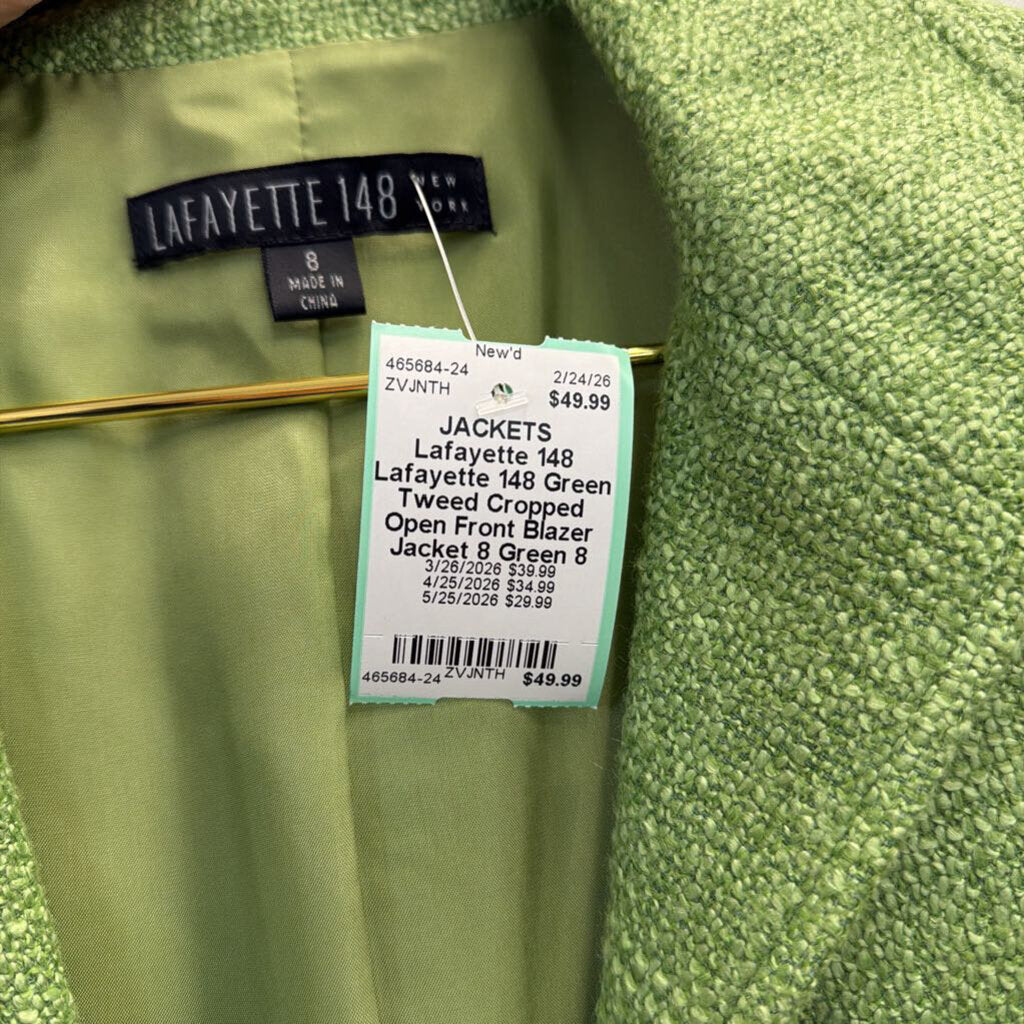 LAFAYETTE 148 NEW
YORK
8
MADE IN
CHINA
New'd
465684-24 2/24/26
ZVJNTH $49.99
JACKETS
Lafayette 148
Lafayette 148 Green
Tweed Cropped
Open Front Blazer
Jacket 8 Green 8
3/26/2026 $39.99
4/25/2026 $34.99
5/25/2026 $29.99
465684-24 ZVJNTH $49.99